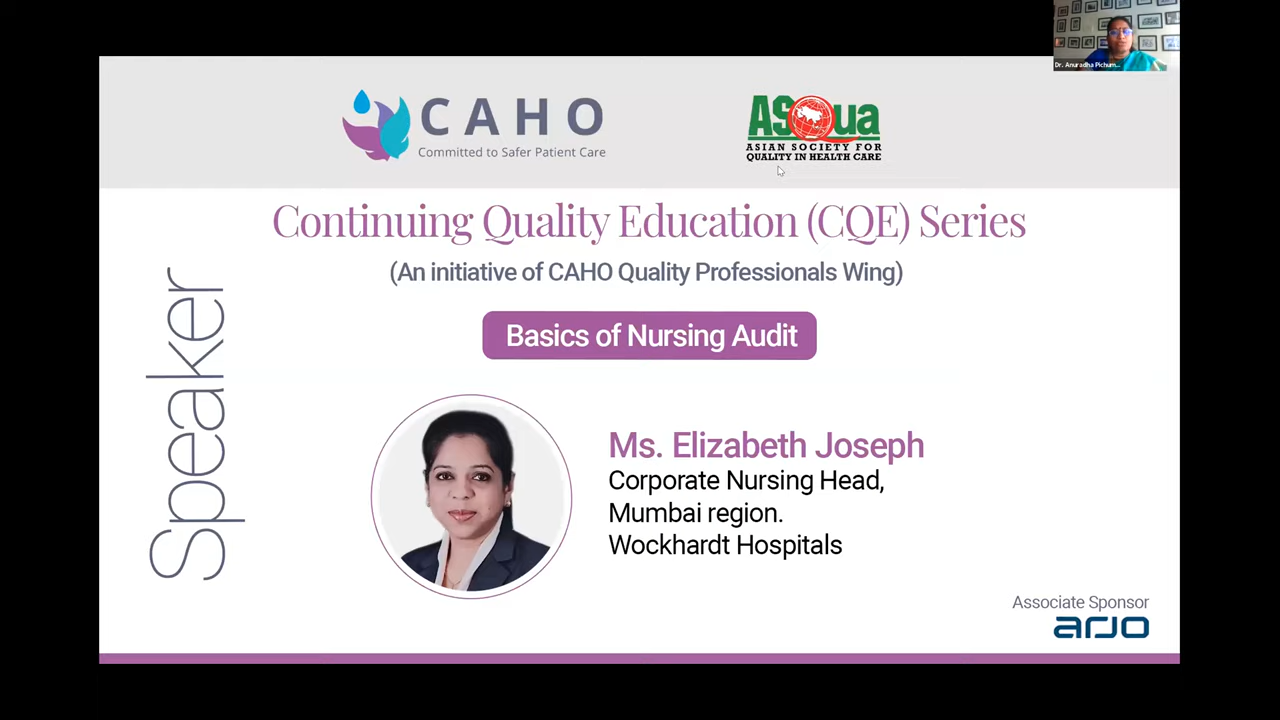 Dr. Anuradha Pichum...
CAHO
Committed to Safer Patient Care
ASQua
ASIAN SOCIETY FOR
QUALITY IN HEALTH CARE
Continuing Quality Education (CQE) Series
(An initiative of CAHO Quality Professionals Wing)
Basics of Nursing Audit
Speaker
Ms. Elizabeth Joseph
Corporate Nursing Head,
Mumbai region.
Wockhardt Hospitals
Associate Sponsor
arjo